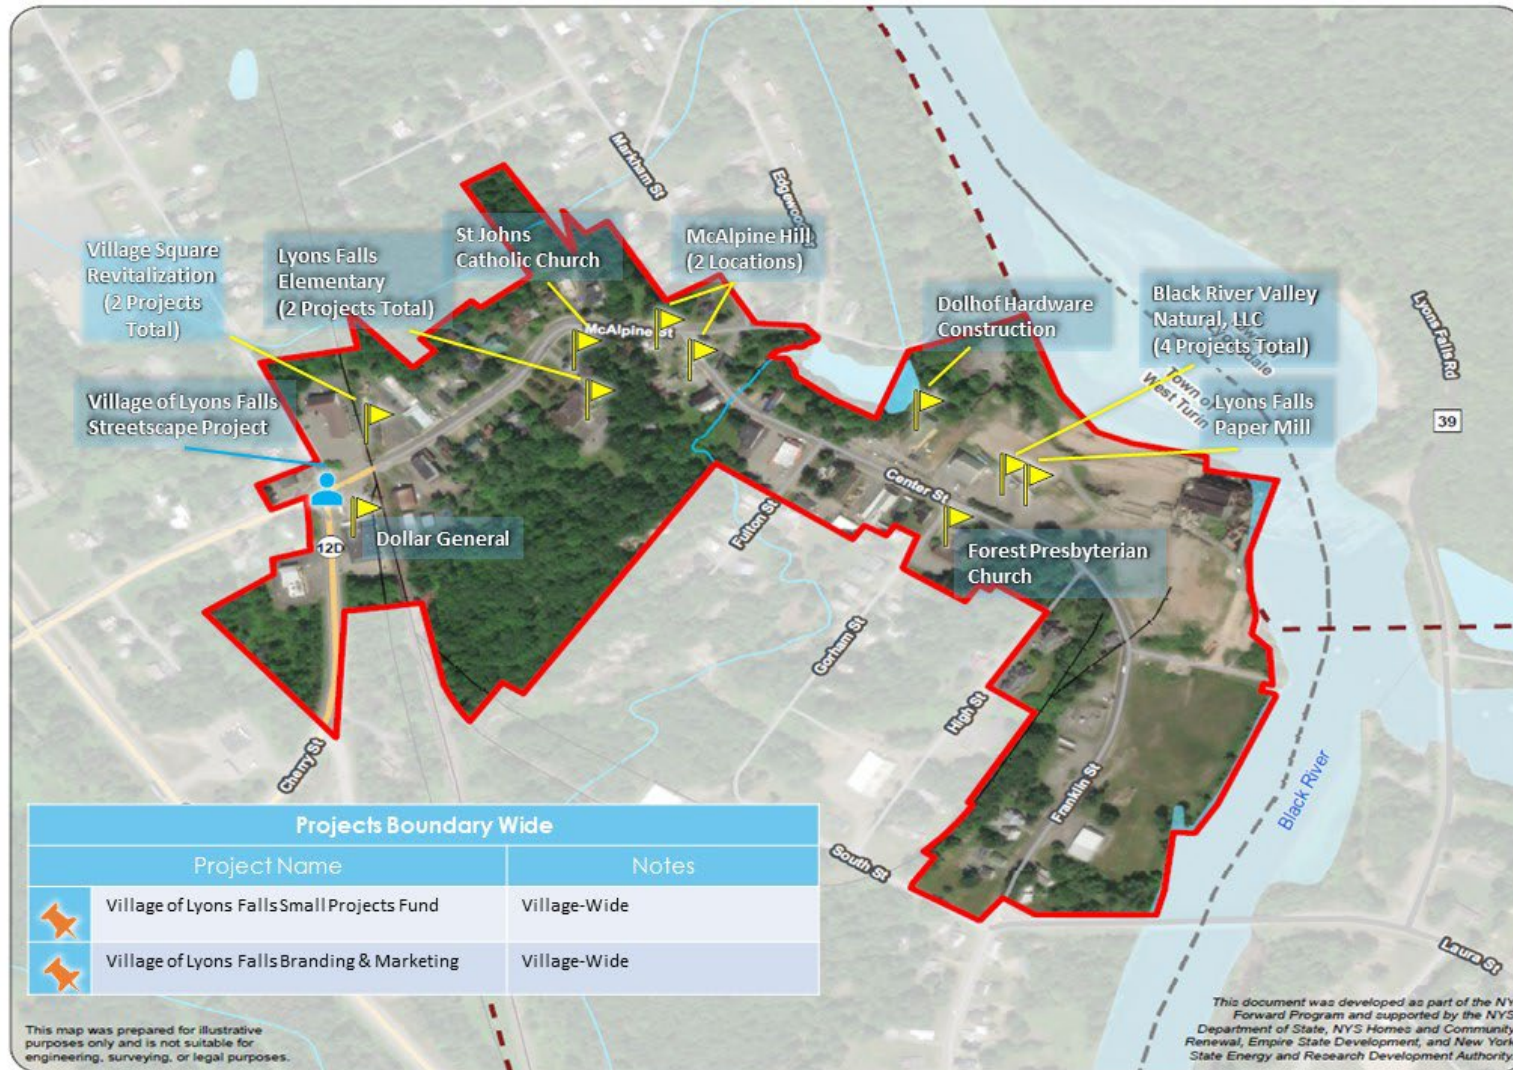 Markham St
Edgewood
Village Square
Revitalization
(2 Projects
Total)
Lyons Falls
Elementary
(2 Projects Total)
St Johns
Catholic Church
McAlpine Hill
(2 Locations)
Dolhof Hardware
Construction
Black River Valley
Natural, LLC
(4 Projects Total)
Town of
West Turin
Lyons Falls
Paper Mill
Lyons Falls Rd
39
Village of Lyons Falls
Streetscape Project
McAlpine St
Center St
Fulton St
12D
Dollar General
Forest Presbyterian
Church
Gorham St
High St
Cherry St
Franklin St
Black River
South St
Laura St
Projects Boundary Wide
Project Name Notes
Village of Lyons Falls Small Projects Fund Village-Wide
Village of Lyons Falls Branding & Marketing Village-Wide
This map was prepared for illustrative
purposes only and is not suitable for
engineering, surveying, or legal purposes.
This document was developed as part of the NY
Forward Program and supported by the NYS
Department of State, NYS Homes and Community
Renewal, Empire State Development, and New York
State Energy and Research Development Authority.